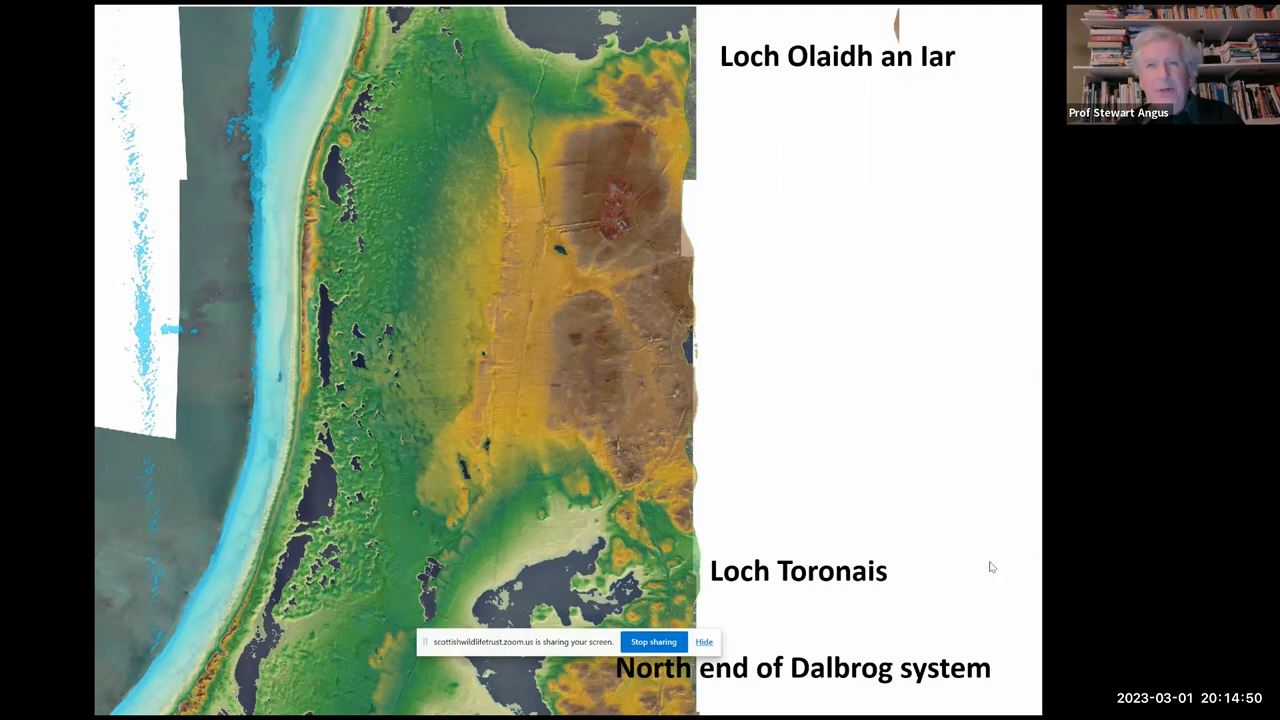 Loch Olaidh an Iar
Prof Stewart Angus
Loch Toronais
scottishwildlifetrust.zoom.us is sharing your screen. Stop sharing Hide
North end of Dalbrog system
2023-03-01 20:14:50